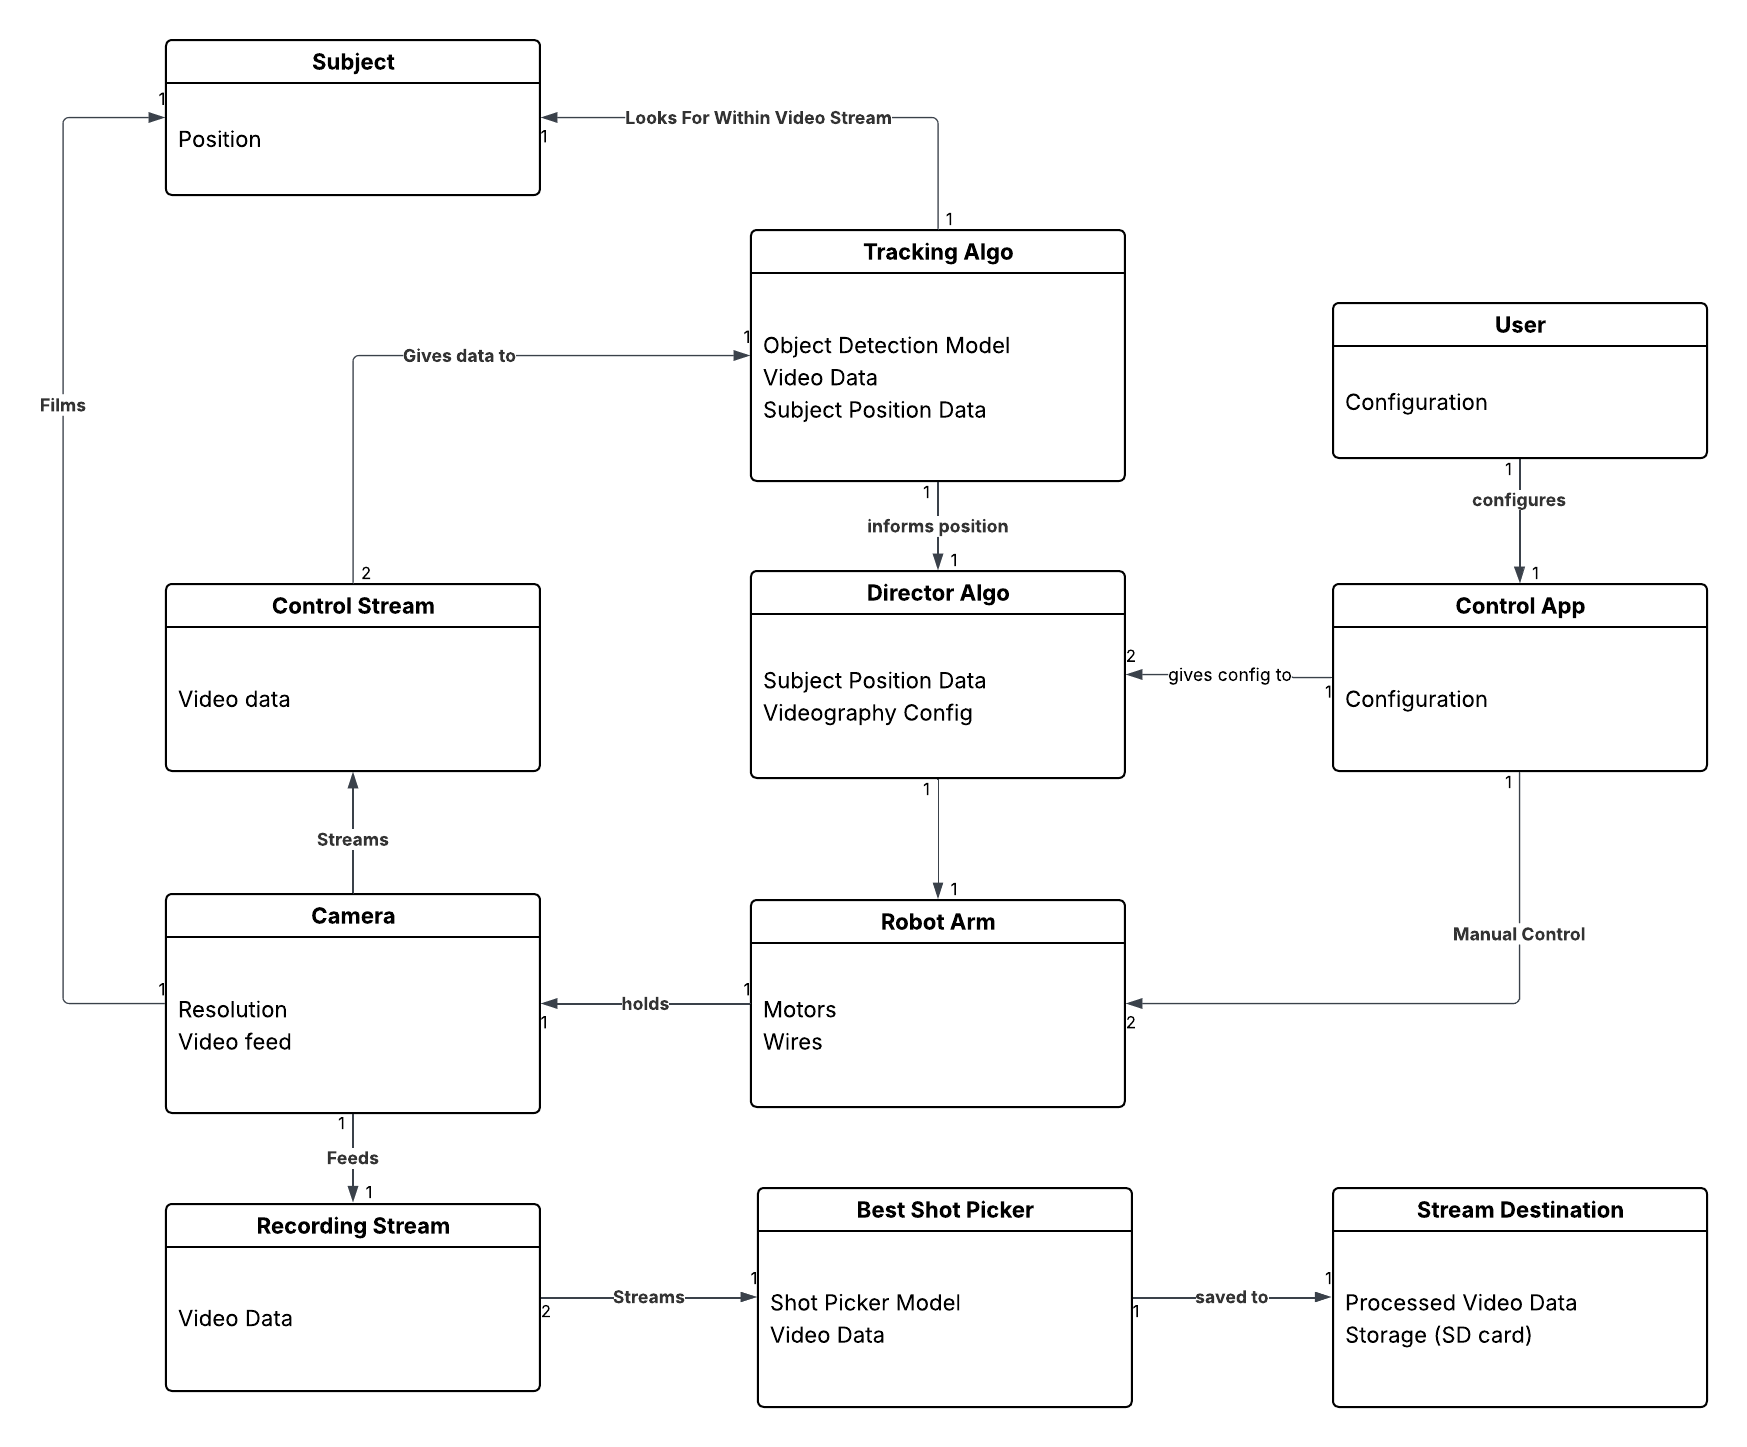 Subject
1
Position
1
Looks For Within Video Stream
1
Tracking Algo
Object Detection Model
Video Data
Subject Position Data
1
Gives data to
2
Films
User
Configuration
1
configures
1
1
informs position
1
Control Stream
Video data
Director Algo
Subject Position Data
Videography Config
2
gives config to
1
Control App
Configuration
1
Streams
1
1
Camera
Resolution
Video feed
1
1
holds
1
Robot Arm
Motors
Wires
Manual Control
2
1
Feeds
1
Recording Stream
Video Data
2
Streams
1
Best Shot Picker
Shot Picker Model
Video Data
1
saved to
1
Stream Destination
Processed Video Data
Storage (SD card)